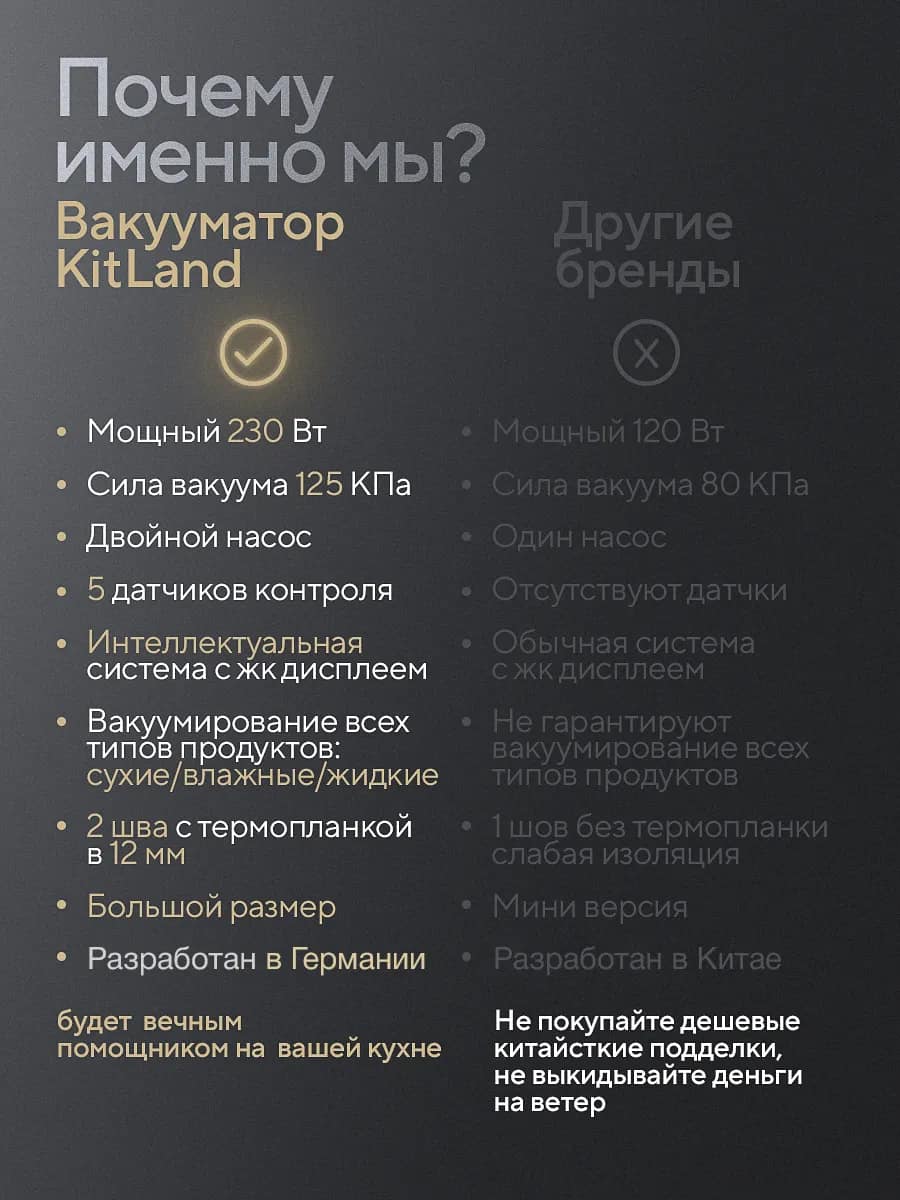 Почему
именно мы?
Вакууматор
KitLand
Другие
бренды
• Мощный 230 Вт
• Сила вакуума 125 КПа
• Двойной насос
• 5 датчиков контроля
• Интеллектуальная
система с жк дисплеем
• Вакуумирование всех
типов продуктов:
сухие/влажные/жидкие
• 2 шва с термопланкой
в 12 мм
• Большой размер
• Разработан в Германии
будет вечным
помощником на вашей кухне
• Мощный 120 Вт
• Сила вакуума 80 КПа
• Один насос
• Отсутствуют датчки
• Обычная система
с жк дисплеем
• Не гарантируют
вакуумирование всех
типов продуктов
• 1 шов без термопланки
слабая изоляция
• Мини версия
• Разработан в Китае
Не покупайте дешевые
китайсткие подделки,
не выкидывайте деньги
на ветер